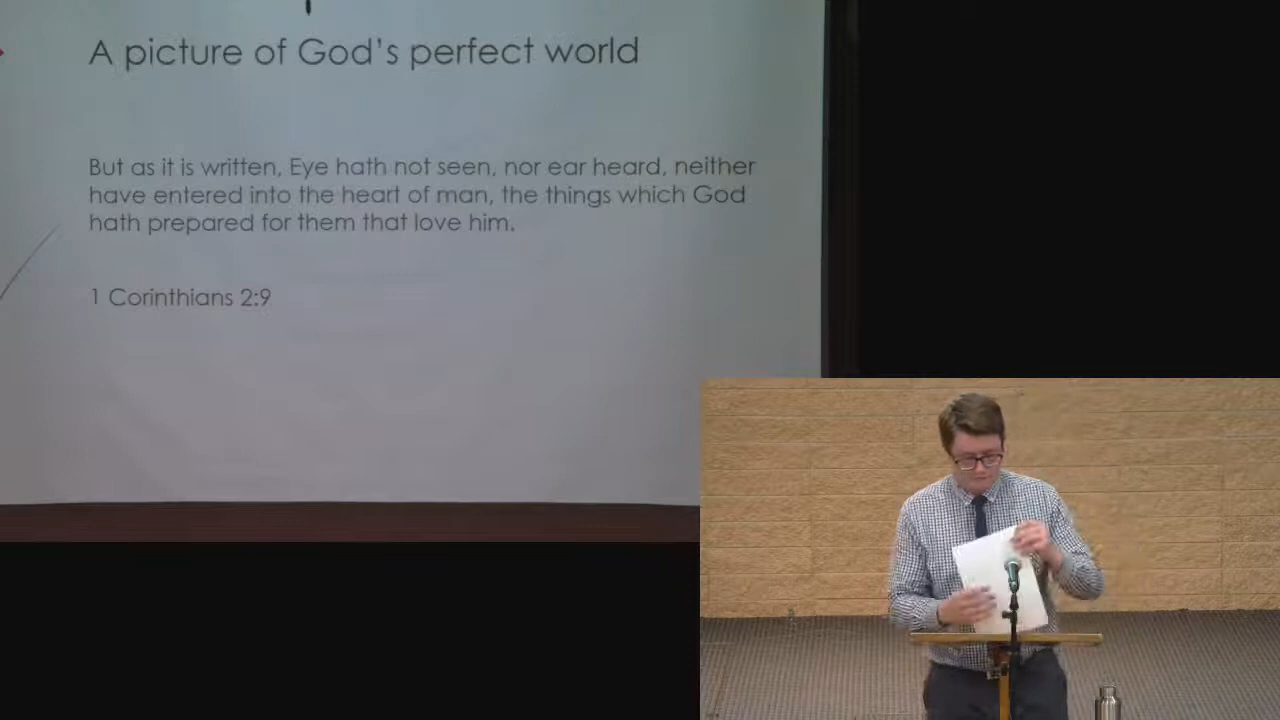 A picture of God's perfect world
But as it is written, Eye hath not seen, nor ear heard, neither
have entered into the heart of man, the things which God
hath prepared for them that love him.
1 Corinthians 2:9